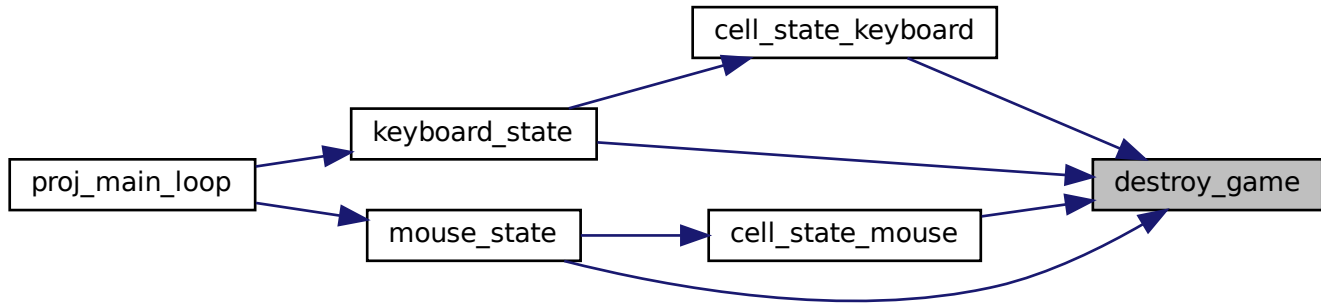 cell_state_keyboard
keyboard_state
proj_main_loop
destroy_game
mouse_state
cell_state_mouse